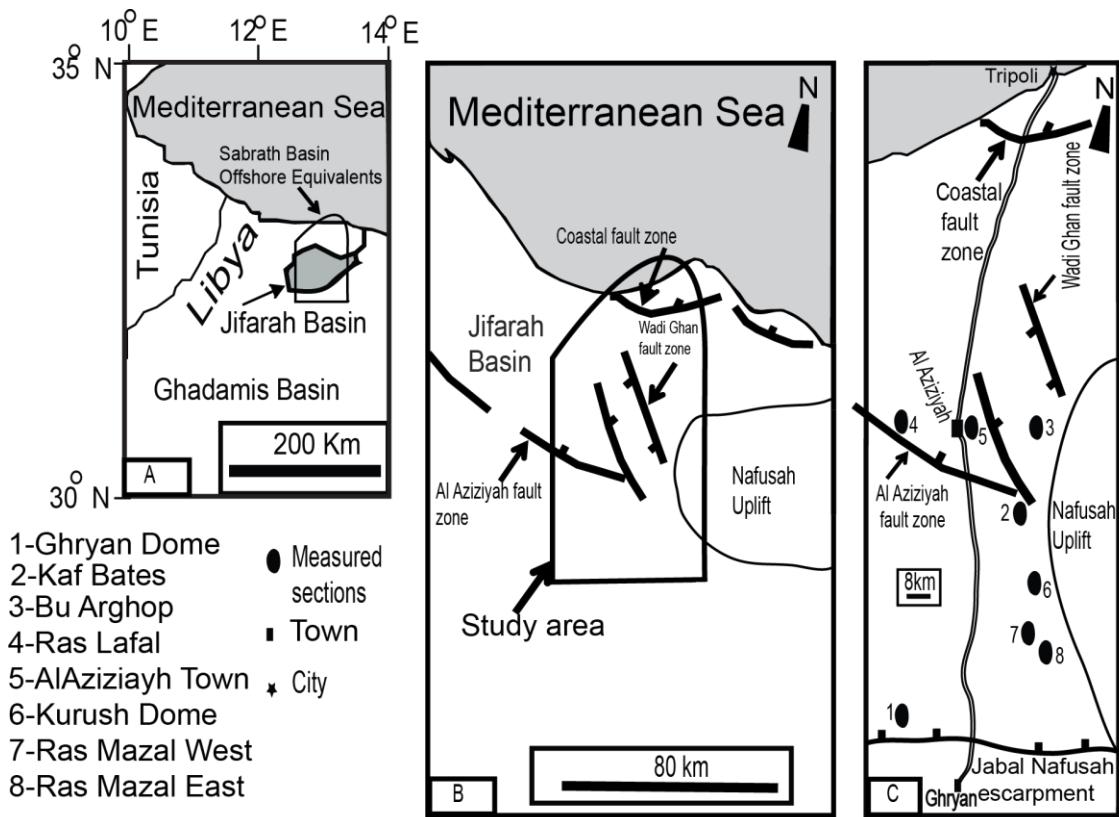 10° E
12° E
14° E
35° N
Mediterranean Sea
Sabrath Basin
Offshore Equivalents
Tunisia
Libya
Jifarah Basin
Ghadamis Basin
200 Km
A
30° N
1-Ghryan Dome
2-Kaf Bates
3-Bu Arghop
4-Ras Lafal
5-AlAziziayh Town
6-Kurush Dome
7-Ras Mazal West
8-Ras Mazal East
Measured
sections
Town
City
Mediterranean Sea
N
Coastal fault zone
Jifarah
Basin
Wadi Ghan
fault zone
Al Aziziyah fault
zone
Nafusah
Uplift
Study area
80 km
B
Tripoli
N
Coastal
fault
zone
Wadi Ghan fault zone
Al Aziziyah
4
5
3
Al Aziziyah
fault zone
2
Nafusah
Uplift
8km
6
7
8
1
Jabal Nafusah
escarpment
Ghryan
C